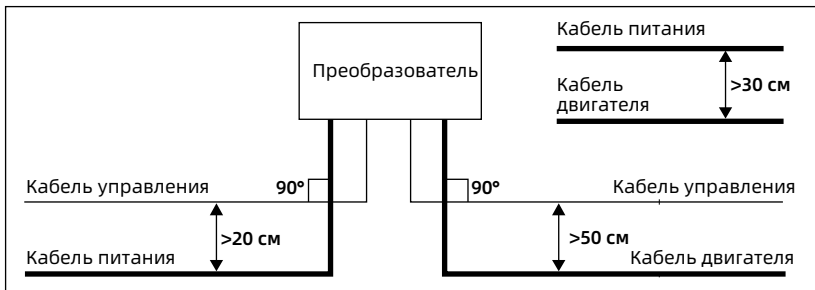 Кабель питания
Преобразователь
>30 см
Кабель
двигателя
Кабель управления
90°
90°
Кабель управления
>20 см
>50 см
Кабель питания
Кабель двигателя